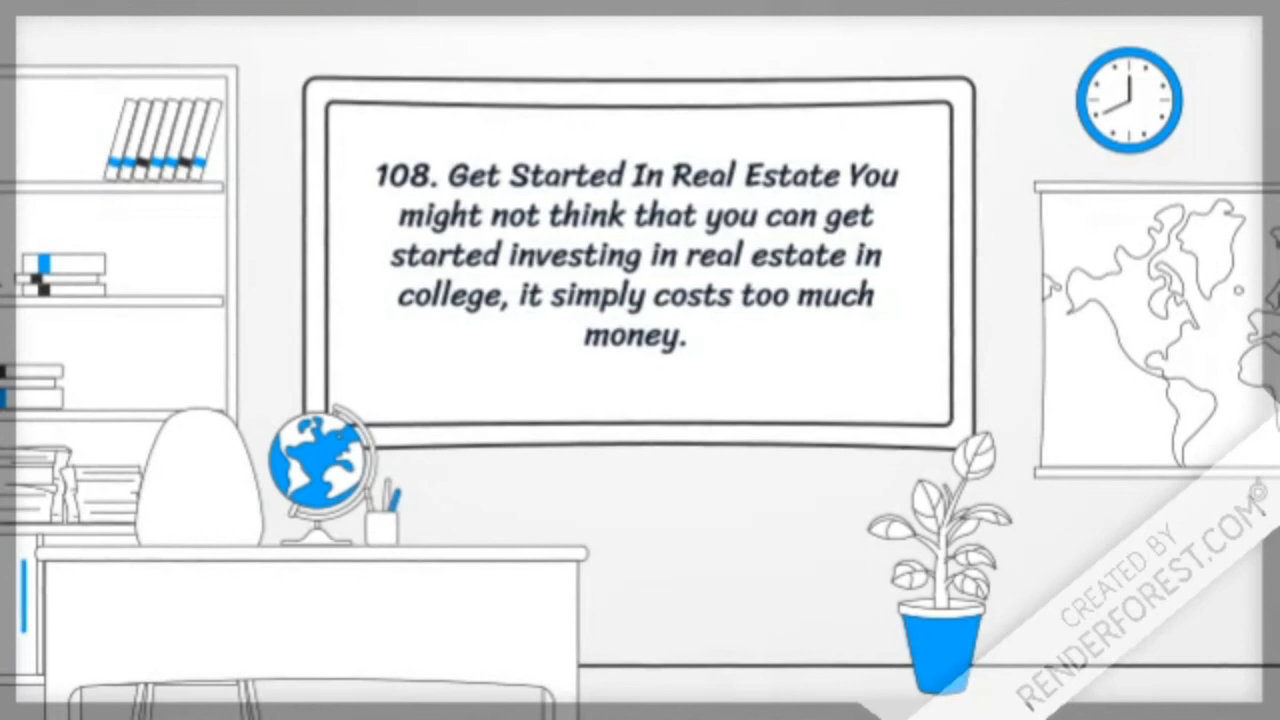 108. Get Started In Real Estate You
might not think that you can get
started investing in real estate in
college, it simply costs too much
money.
CREATED BY
RENDERFOREST.COM